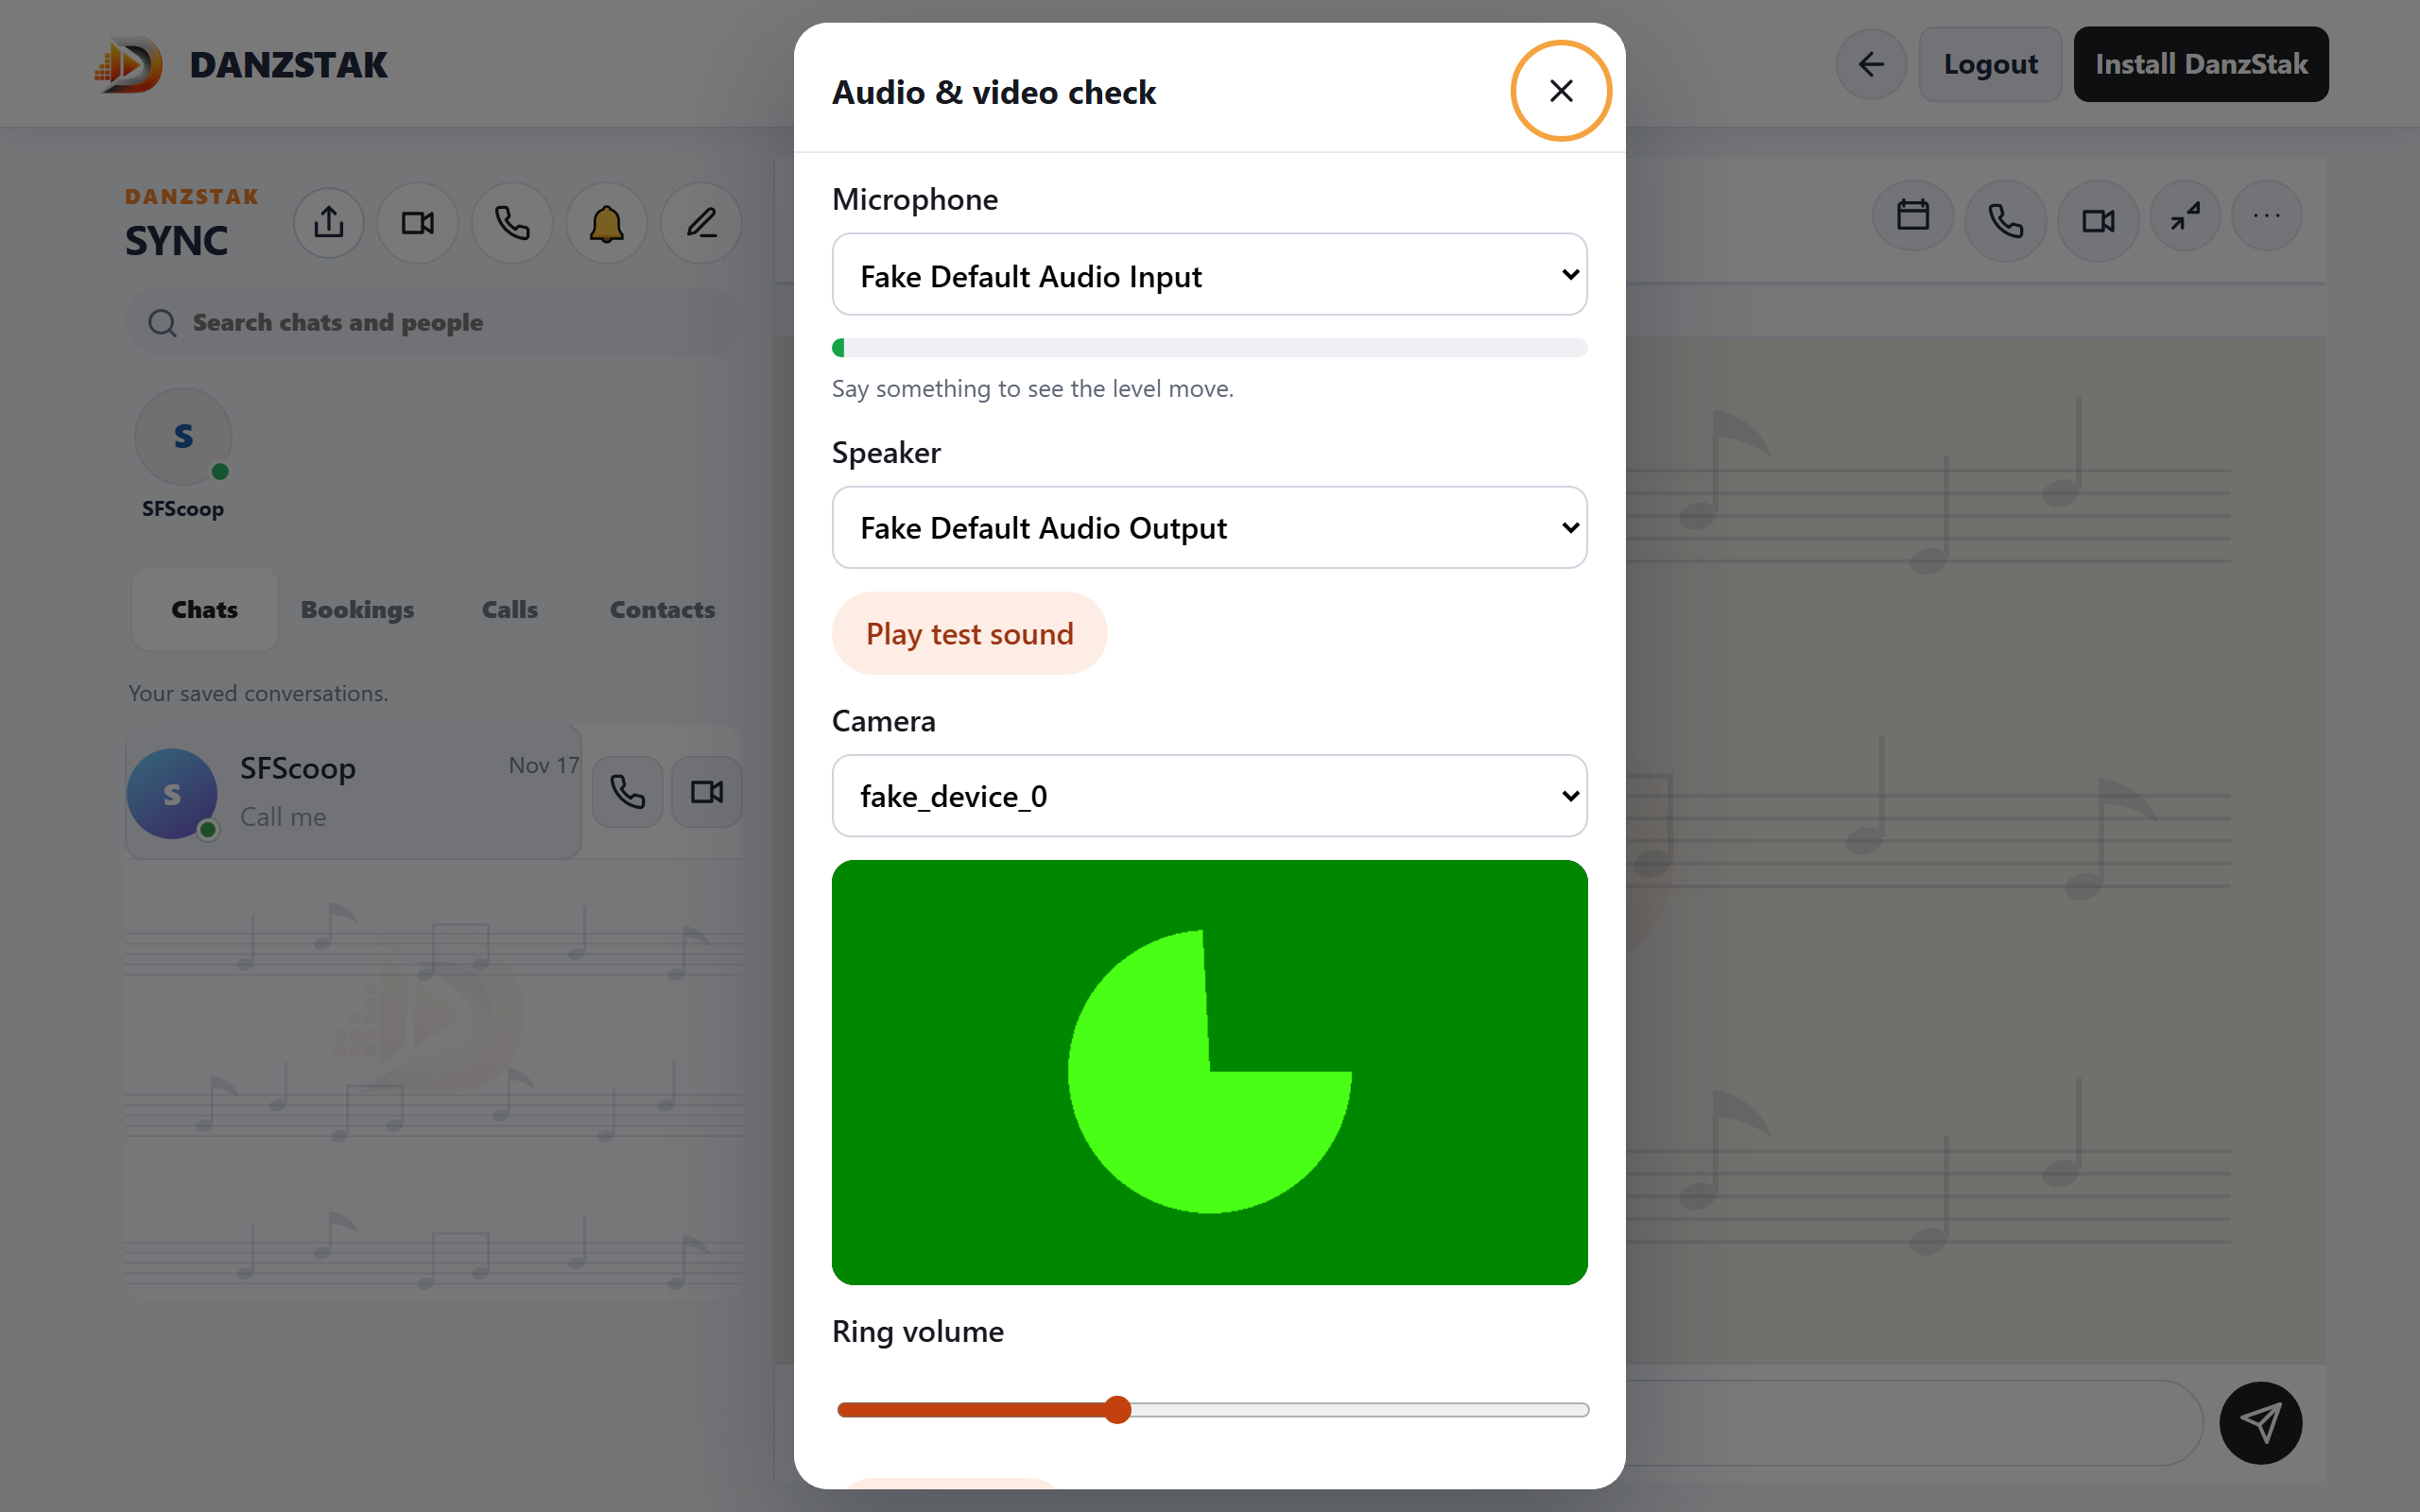 DANZSTAK
Logout
Install DanzStak
DANZSTAK
SYNC
Search chats and people
S
SFScoop
Chats
Bookings
Calls
Contacts
Your saved conversations.
S
SFScoop
Nov 17
Call me
Audio & video check
Microphone
Fake Default Audio Input
Say something to see the level move.
Speaker
Fake Default Audio Output
Play test sound
Camera
fake_device_0
Ring volume